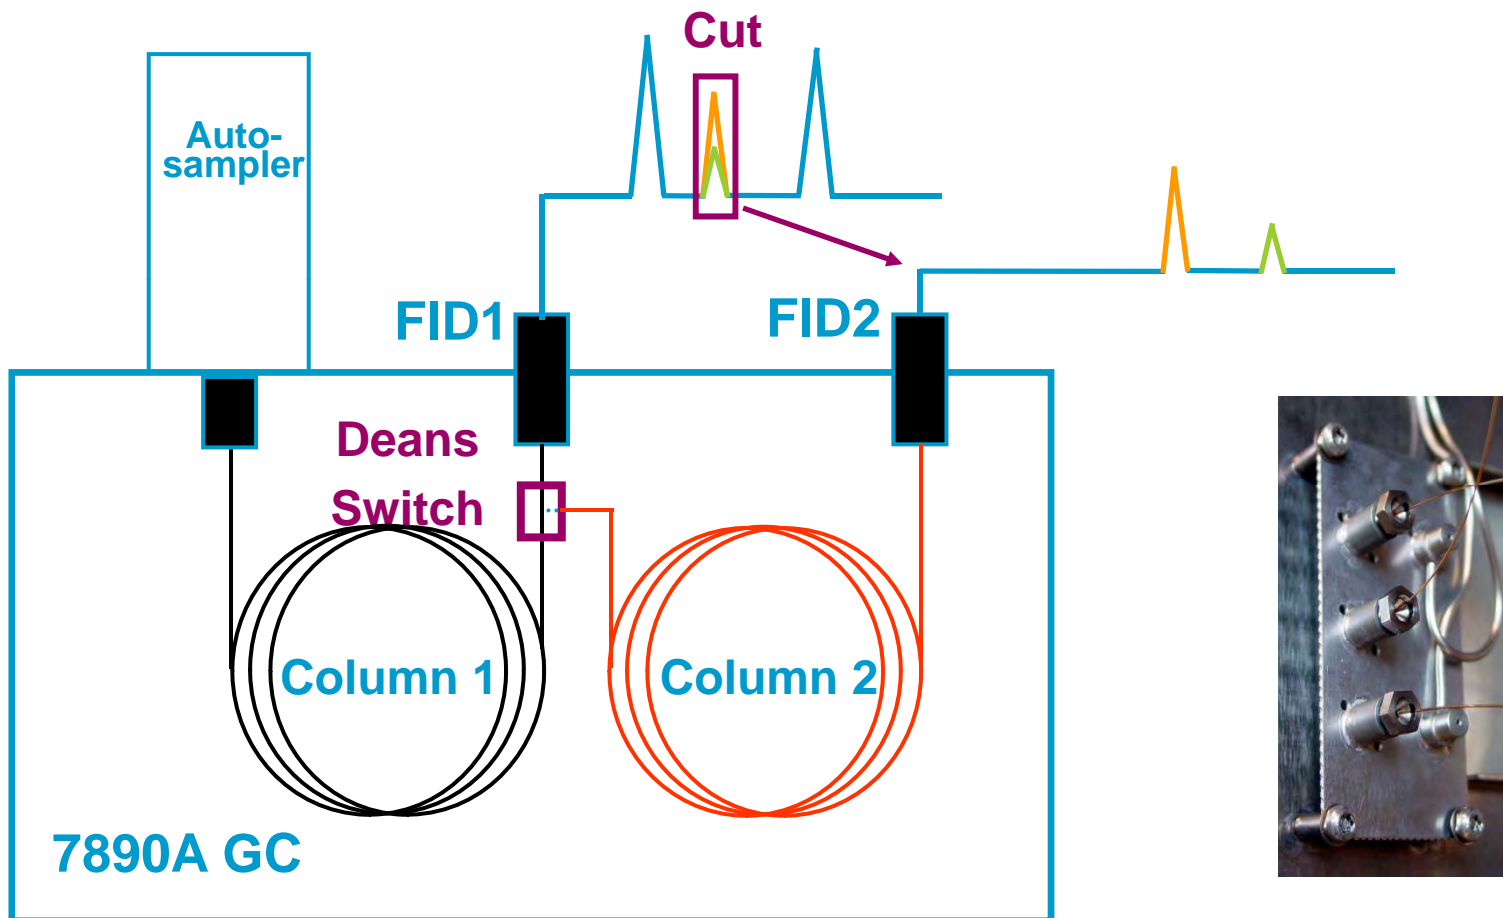 Cut
Auto-
sampler
FID1
FID2
Deans
Switch
Column 1
Column 2
7890A GC